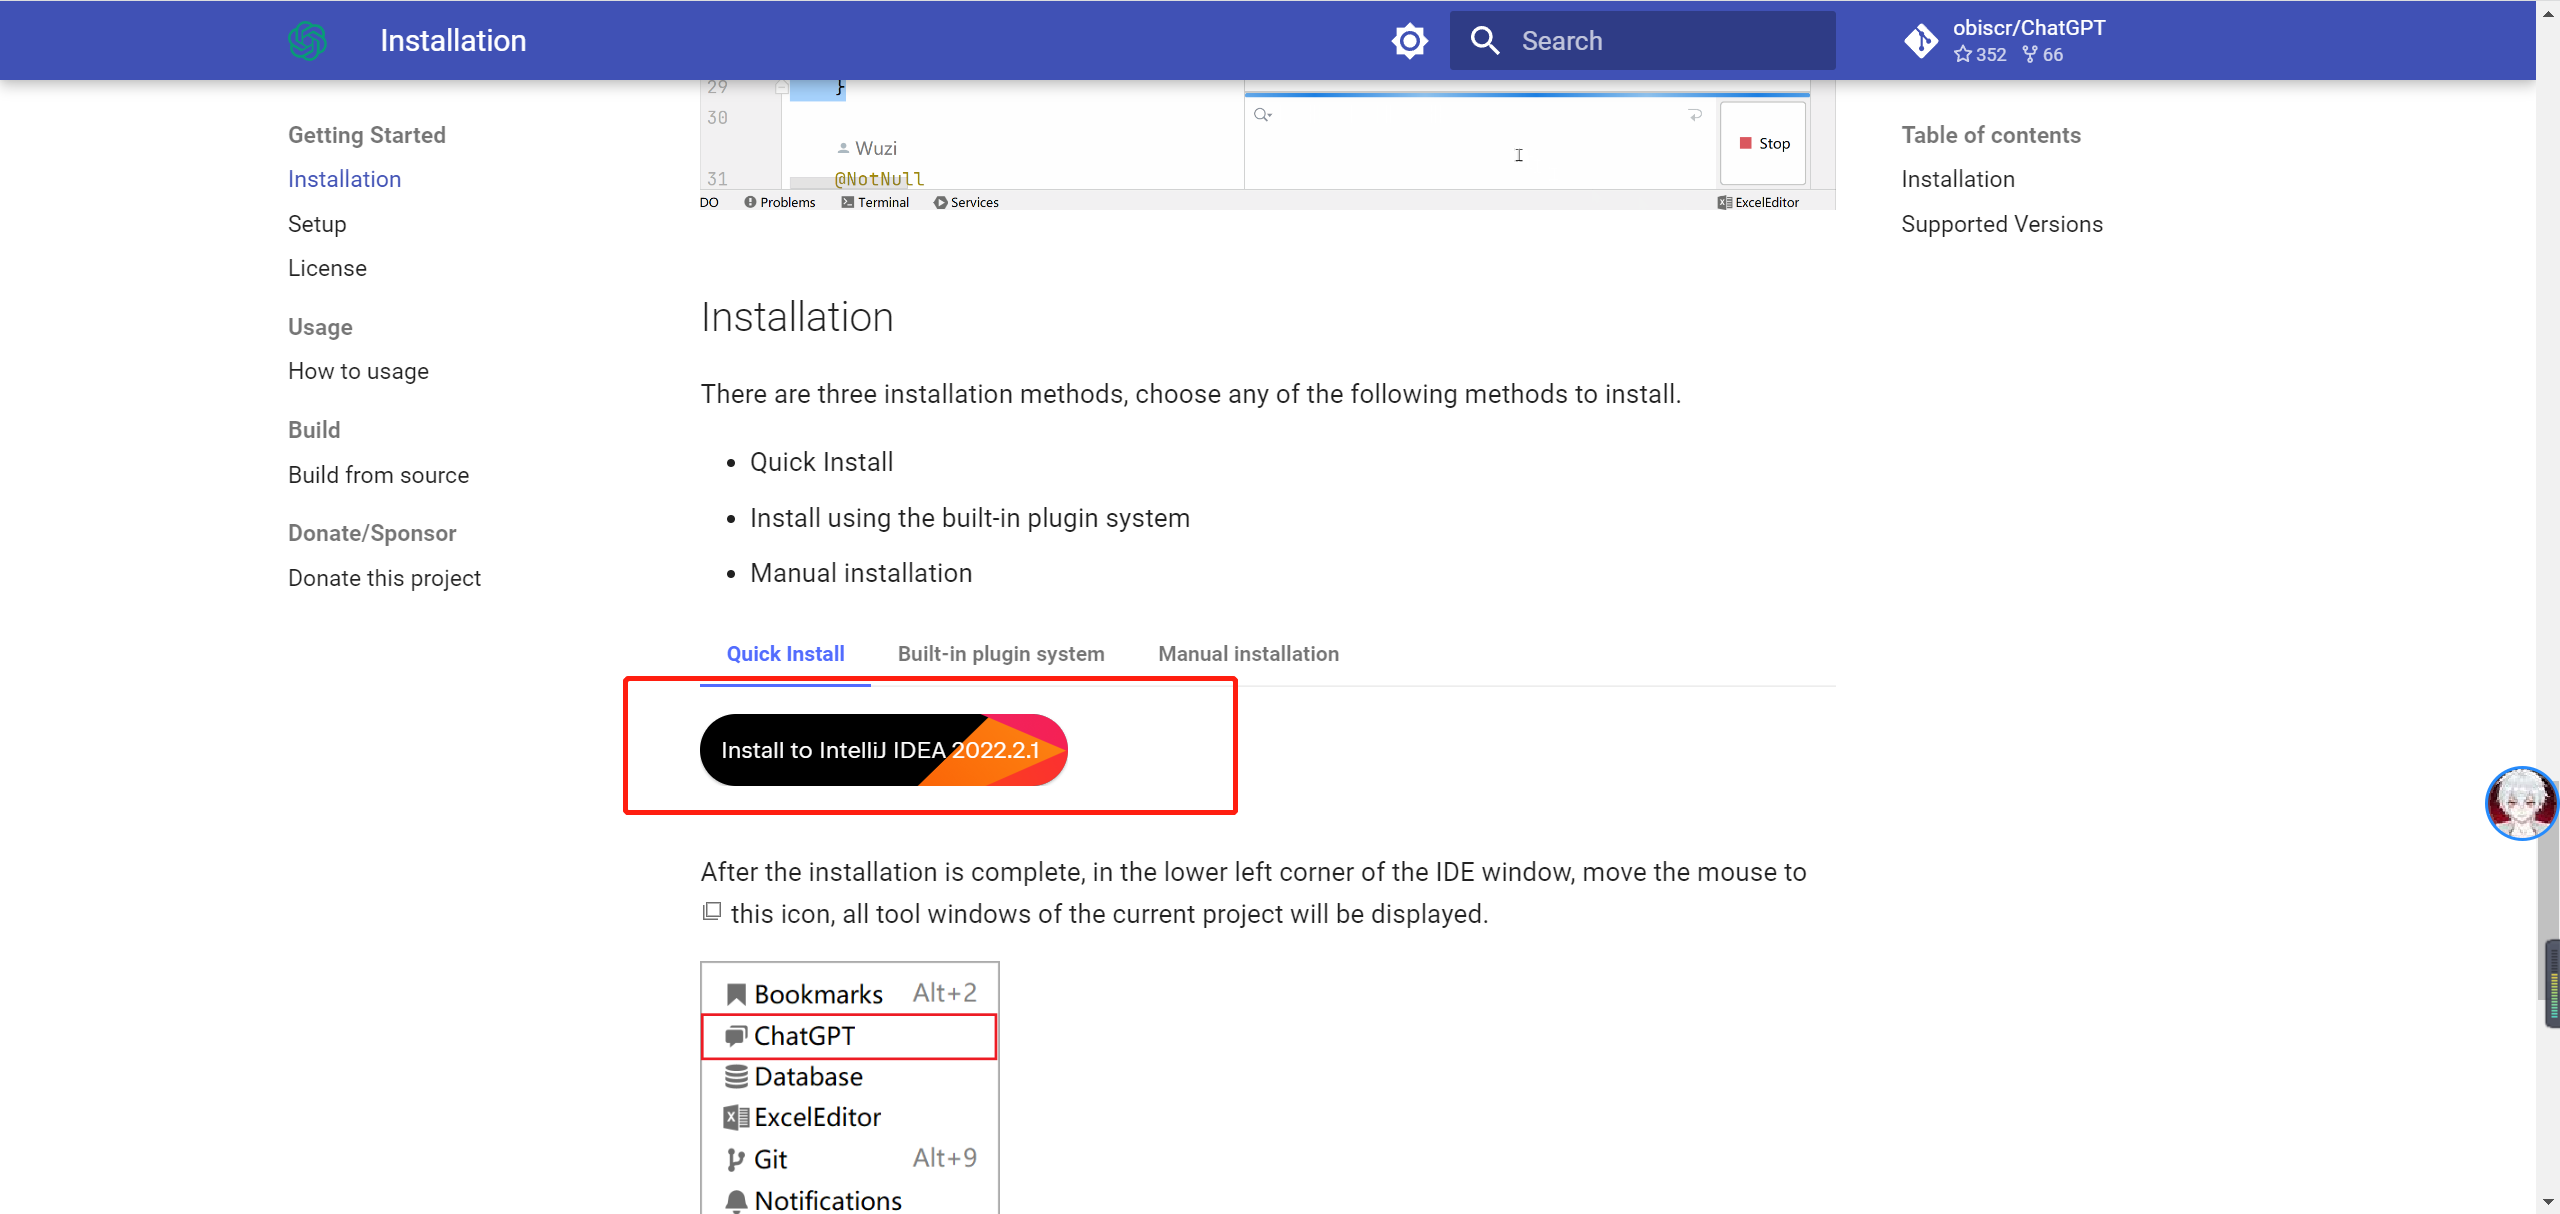 Installation
Search
obiscr/ChatGPT
352 66
Getting Started
Installation
Setup
License
Usage
How to usage
Build
Build from source
Donate/Sponsor
Donate this project
29 }
30
Wuzi
31 @NotNull
Stop
DO Problems Terminal Services ExcelEditor
Installation
There are three installation methods, choose any of the following methods to install.
• Quick Install
• Install using the built-in plugin system
• Manual installation
Quick Install Built-in plugin system Manual installation
Install to IntelliJ IDEA 2022.2.1
After the installation is complete, in the lower left corner of the IDE window, move the mouse to
this icon, all tool windows of the current project will be displayed.
Bookmarks Alt+2
ChatGPT
Database
ExcelEditor
Git Alt+9
Notifications
Table of contents
Installation
Supported Versions